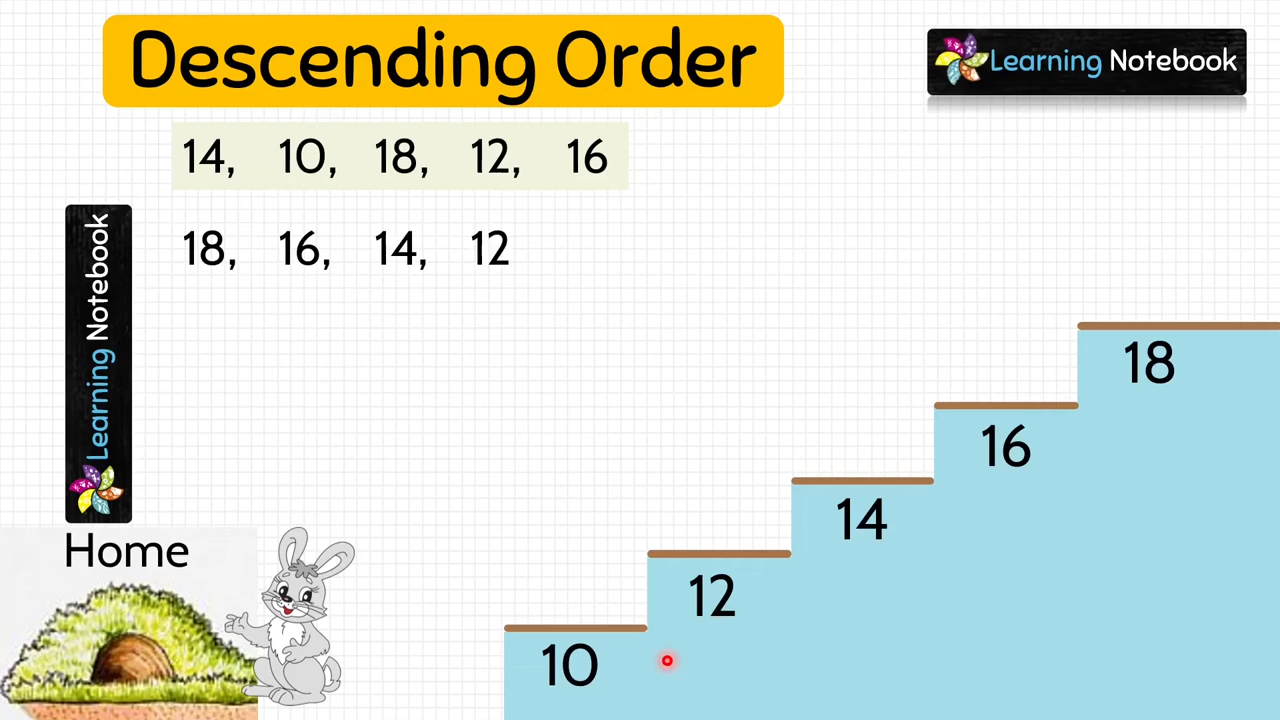 Descending Order
Learning Notebook
14, 10, 18, 12, 16
18, 16, 14, 12
Learning Notebook
18
16
14
12
10
Home